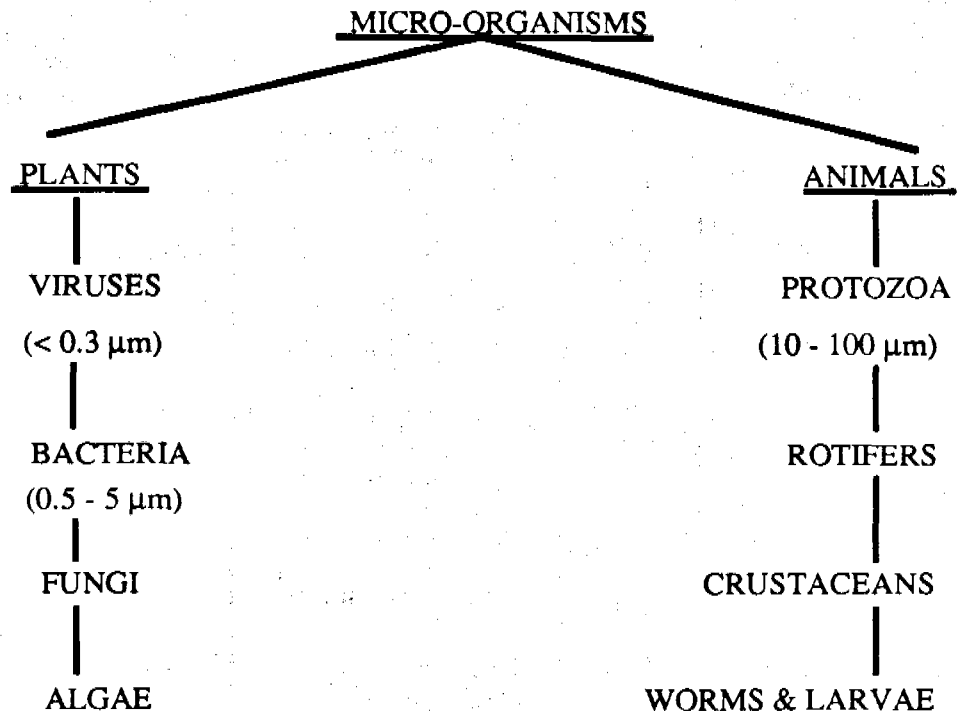 MICRO-ORGANISMS
PLANTS
VIRUSES
(< 0.3 μm)
BACTERIA
(0.5 - 5 μm)
FUNGI
ALGAE
ANIMALS
PROTOZOA
(10 - 100 μm)
ROTIFERS
CRUSTACEANS
WORMS & LARVAE